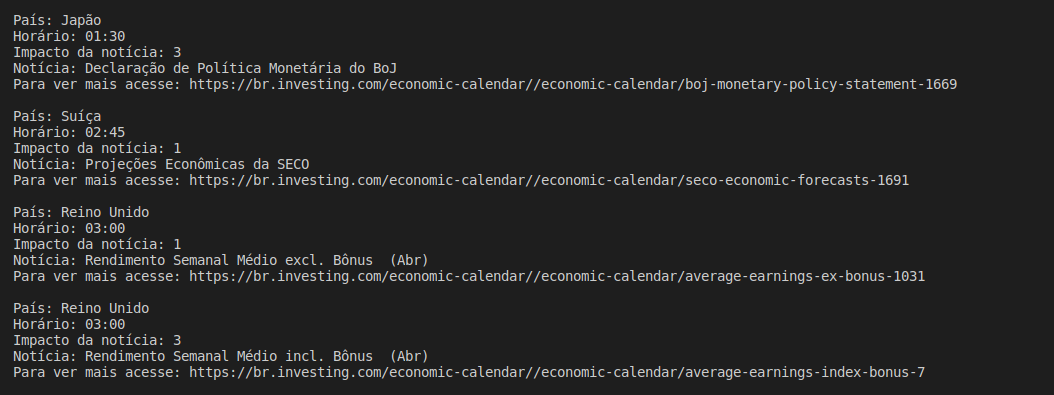 País: Japão
Horário: 01:30
Impacto da notícia: 3
Notícia: Declaração de Política Monetária do BoJ
Para ver mais acesse: https://br.investing.com/economic-calendar//economic-calendar/boj-monetary-policy-statement-1669
País: Suíça
Horário: 02:45
Impacto da notícia: 1
Notícia: Projeções Econômicas da SECO
Para ver mais acesse: https://br.investing.com/economic-calendar//economic-calendar/seco-economic-forecasts-1691
País: Reino Unido
Horário: 03:00
Impacto da notícia: 1
Notícia: Rendimento Semanal Médio excl. Bônus  (Abr)
Para ver mais acesse: https://br.investing.com/economic-calendar//economic-calendar/average-earnings-ex-bonus-1031
País: Reino Unido
Horário: 03:00
Impacto da notícia: 3
Notícia: Rendimento Semanal Médio incl. Bônus  (Abr)
Para ver mais acesse: https://br.investing.com/economic-calendar//economic-calendar/average-earnings-index-bonus-7